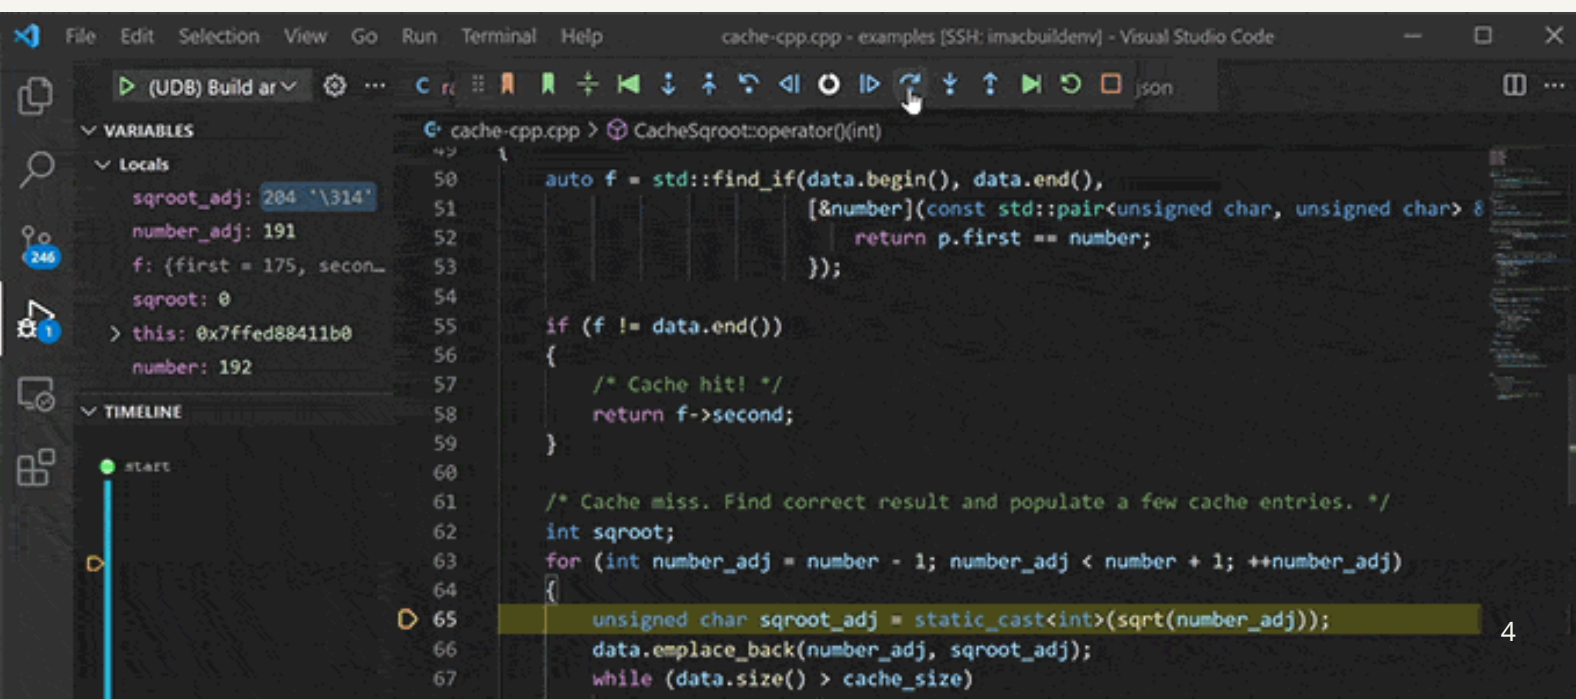 File Edit Selection View Go Run Terminal Help cache-cpp.cpp - examples [SSH: imacbuildenv] - Visual Studio Code
(UDB) Build ar json
VARIABLES
cache-cpp.cpp > CacheSqroot::operator()(int)
Locals
sqroot_adj: 204 '\314'
number_adj: 191
f: {first = 175, secon…
sqroot: 0
this: 0x7ffed88411b0
number: 192
246
1
TIMELINE
start
49 {
50 auto f = std::find_if(data.begin(), data.end(),
51 [&number](const std::pair<unsigned char, unsigned char> &
52 return p.first == number;
53 });
54
55 if (f != data.end())
56 {
57 /* Cache hit! */
58 return f->second;
59 }
60
61 /* Cache miss. Find correct result and populate a few cache entries. */
62 int sqroot;
63 for (int number_adj = number - 1; number_adj < number + 1; ++number_adj)
64 {
65 unsigned char sqroot_adj = static_cast<int>(sqrt(number_adj));
66 data.emplace_back(number_adj, sqroot_adj);
67 while (data.size() > cache_size)
4